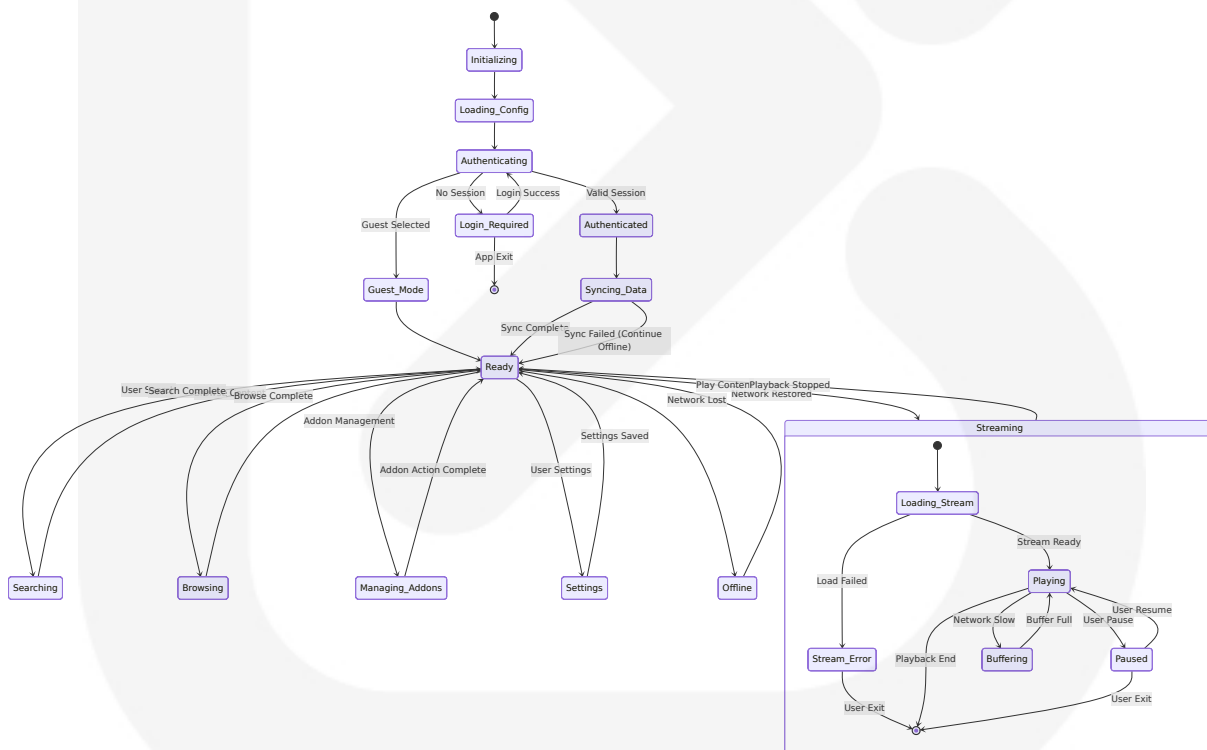 Initializing
Loading_Config
Authenticating
No Session
Login Success
Valid Session
Guest Selected
Login_Required
Authenticated
App Exit
Guest_Mode
Syncing_Data
Sync Complete
Sync Failed (Continue
Offline)
Ready
User
Search Complete
Browse Complete
Play Content
Playback Stopped
Network Restored
Network Lost
Addon Management
Settings Saved
Addon Action Complete
User Settings
Searching
Browsing
Managing_Addons
Settings
Offline
Streaming
Loading_Stream
Stream Ready
Load Failed
Playing
Network Slow
Buffer Full
User Pause
User Resume
Stream_Error
Playback End
Buffering
Paused
User Exit
User Exit